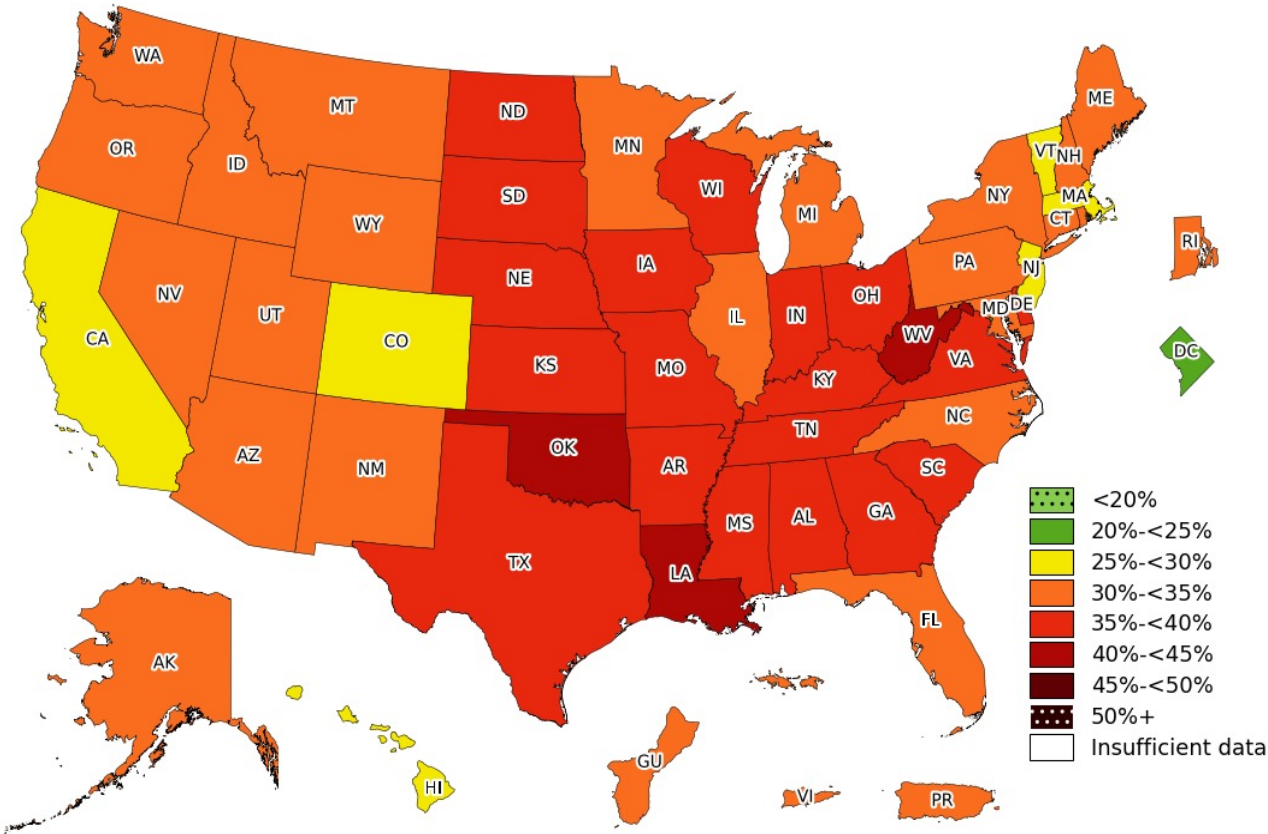 WA
MT
ND
MN
ME
OR
ID
SD
WI
VT
NH
WY
MI
NY
MA
CT
RI
NE
IA
PA
NJ
NV
UT
CO
IL
IN
OH
MD
DE
CA
KS
MO
WV
VA
DC
KY
AZ
NM
OK
TN
NC
AR
SC
MS
AL
GA
TX
LA
FL
AK
HI
GU
VI
PR
<20%
20%-<25%
25%-<30%
30%-<35%
35%-<40%
40%-<45%
45%-<50%
50%+
Insufficient data